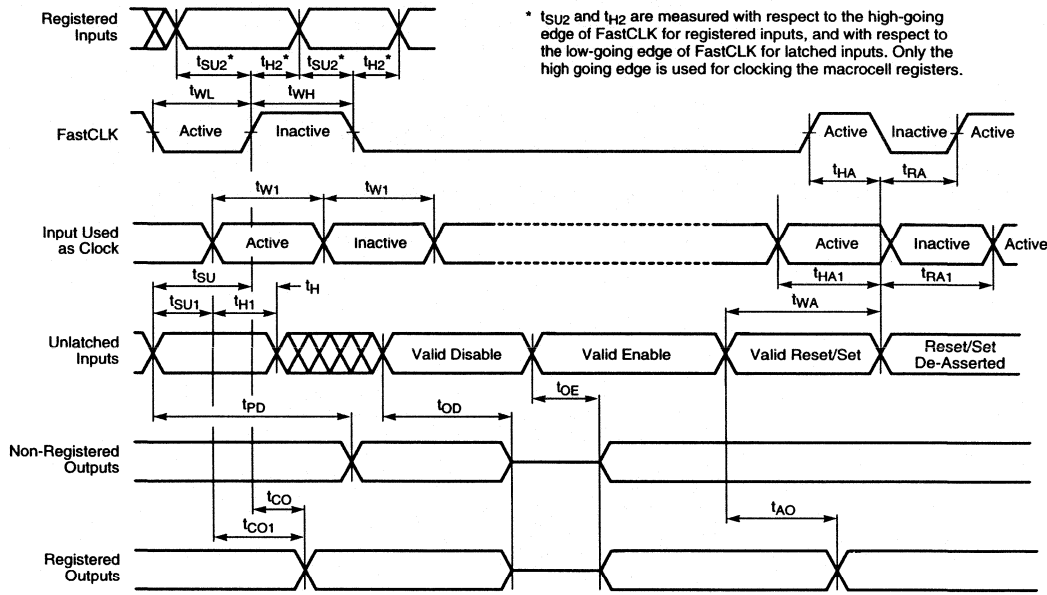 Registered
Inputs
* tSU2 and tH2 are measured with respect to the high-going
edge of FastCLK for registered inputs, and with respect to
the low-going edge of FastCLK for latched inputs. Only the
high going edge is used for clocking the macrocell registers.
tSU2* tH2* tSU2* tH2*
tWL tWH
FastCLK
Active Inactive Active Inactive Active
tHA tRA
tW1 tW1
Input Used
as Clock
Active Inactive Active Inactive Active
tSU tHA1 tRA1
tSU1 tH1 tH tWA
Unlatched
Inputs
Valid Disable Valid Enable Valid Reset/Set
Reset/Set
De-Asserted
tPD tOD tOE
Non-Registered
Outputs
tCO tAO
tCO1
Registered
Outputs